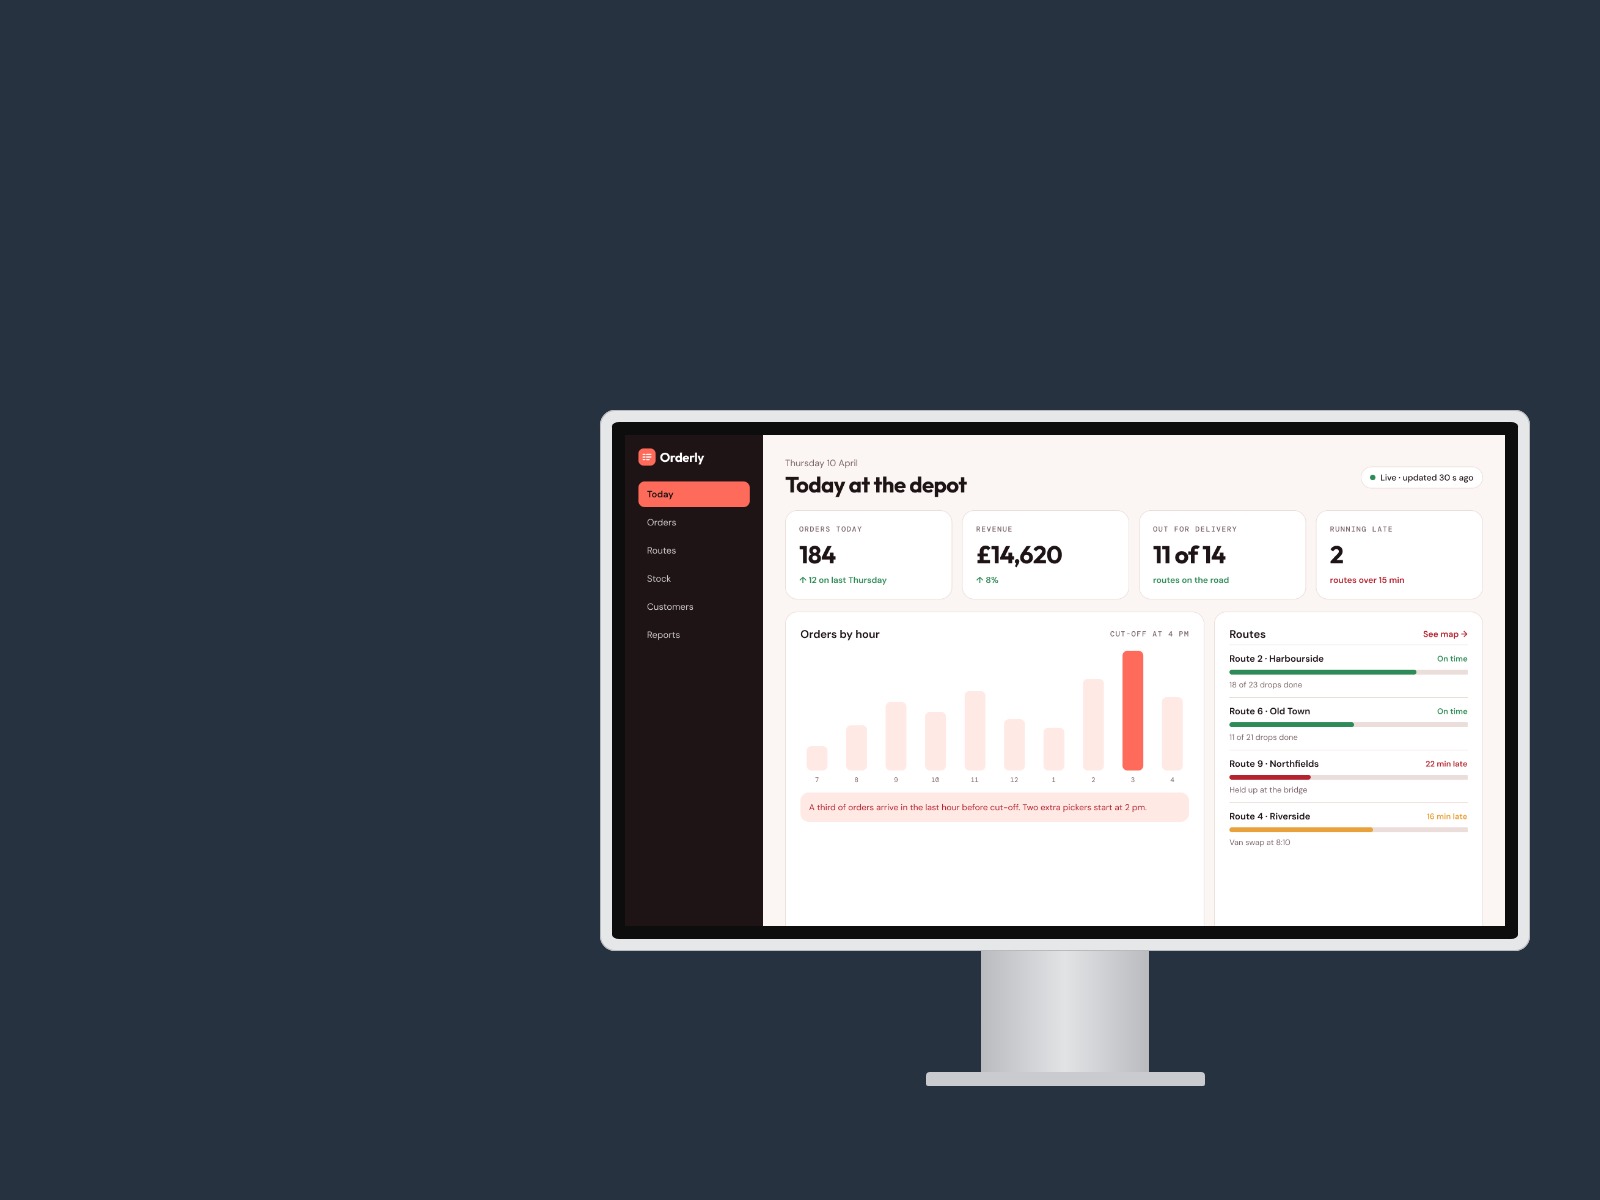 Orderly
Today
Orders
Routes
Stock
Customers
Reports
Thursday 10 April
Today at the depot
Live · updated 30 s ago
ORDERS TODAY
184
↑ 12 on last Thursday
REVENUE
£14,620
↑ 8%
OUT FOR DELIVERY
11 of 14
routes on the road
RUNNING LATE
2
routes over 15 min
Orders by hour
CUT-OFF AT 4 PM
7 8 9 10 11 12 1 2 3 4
A third of orders arrive in the last hour before cut-off. Two extra pickers start at 2 pm.
Routes
See map →
Route 2 · Harbourside
On time
18 of 23 drops done
Route 6 · Old Town
On time
11 of 21 drops done
Route 9 · Northfields
22 min late
Held up at the bridge
Route 4 · Riverside
16 min late
Van swap at 8:10